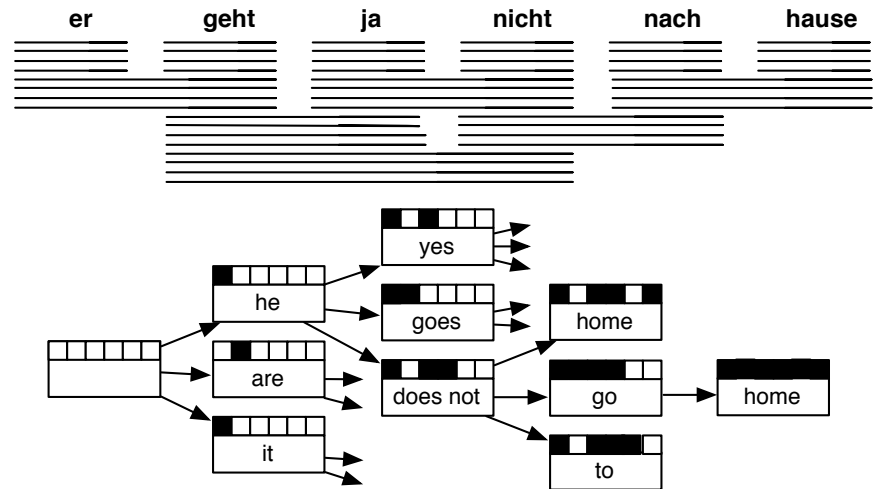 er geht ja nicht nach hause
yes
he
goes
home
are
does not
go
home
it
to